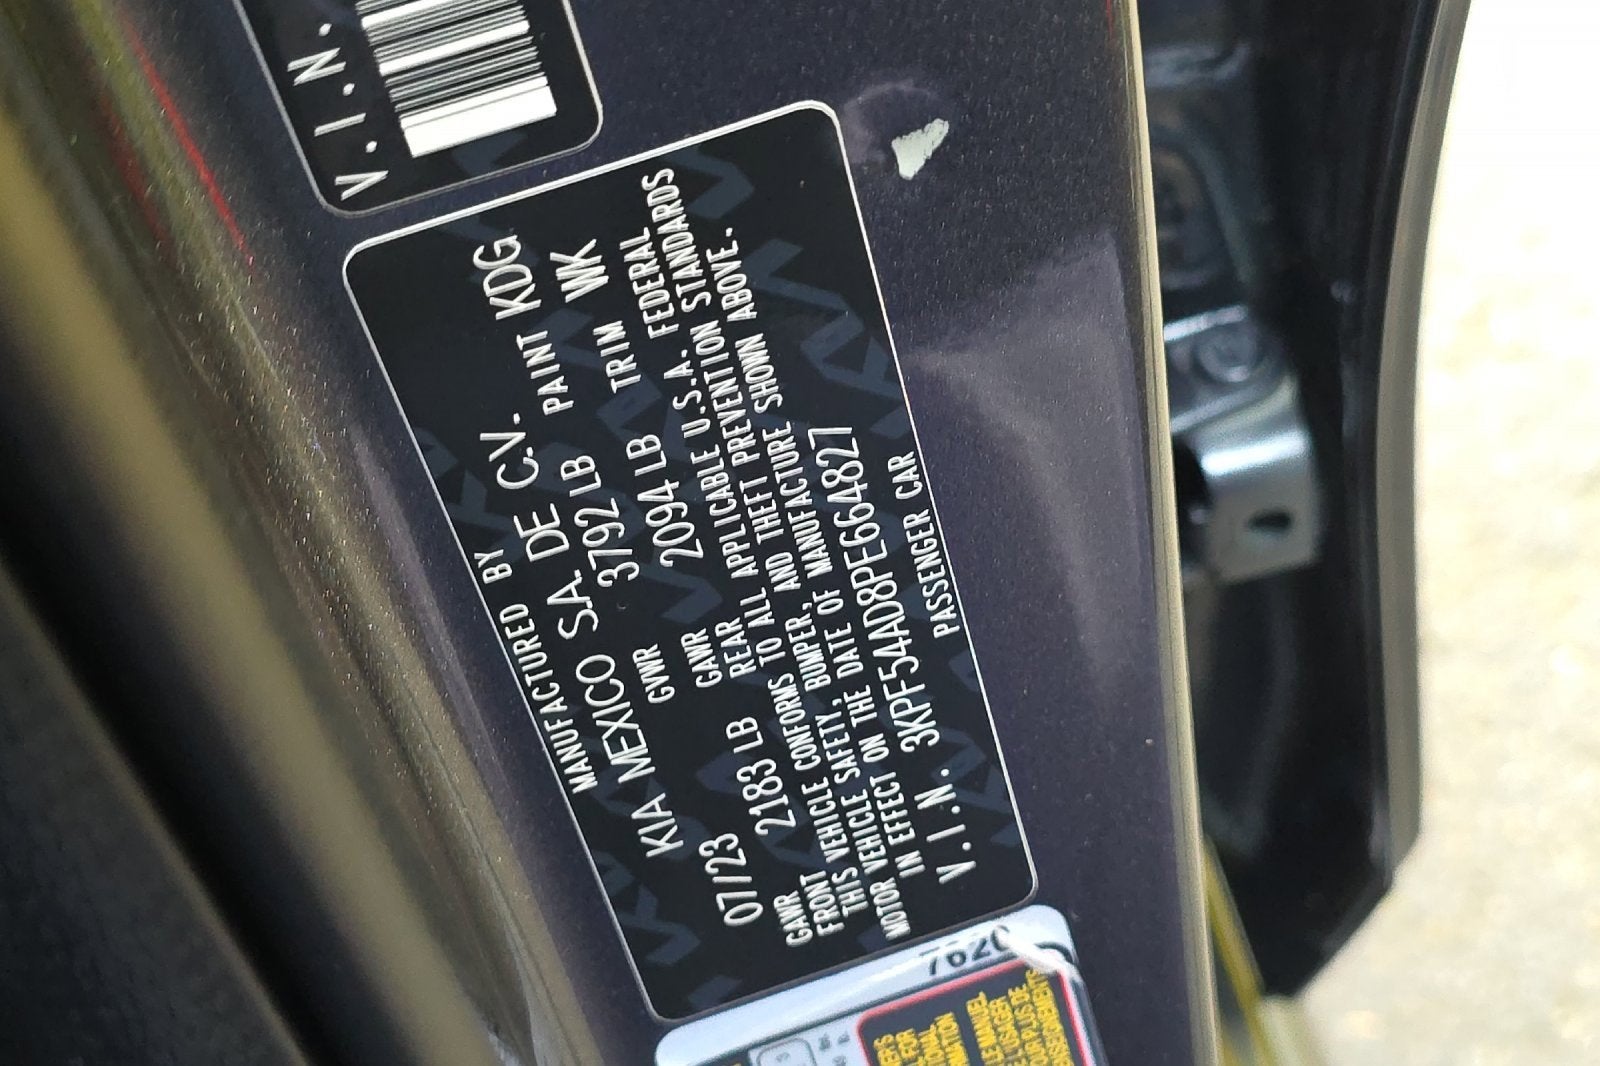 V.I.N.
MANUFACTURED BY
KIA MEXICO S.A. DE C.V.
07/23 GVWR 3792 LB PAINT KDG
GAWR FRONT 2183 LB GAWR REAR 2094 LB TRIM WK
THIS VEHICLE CONFORMS TO ALL APPLICABLE U.S.A. FEDERAL
MOTOR VEHICLE SAFETY, BUMPER, AND THEFT PREVENTION STANDARDS
IN EFFECT ON THE DATE OF MANUFACTURE SHOWN ABOVE.
V.I.N. 3KPF54AD8PE664827
PASSENGER CAR